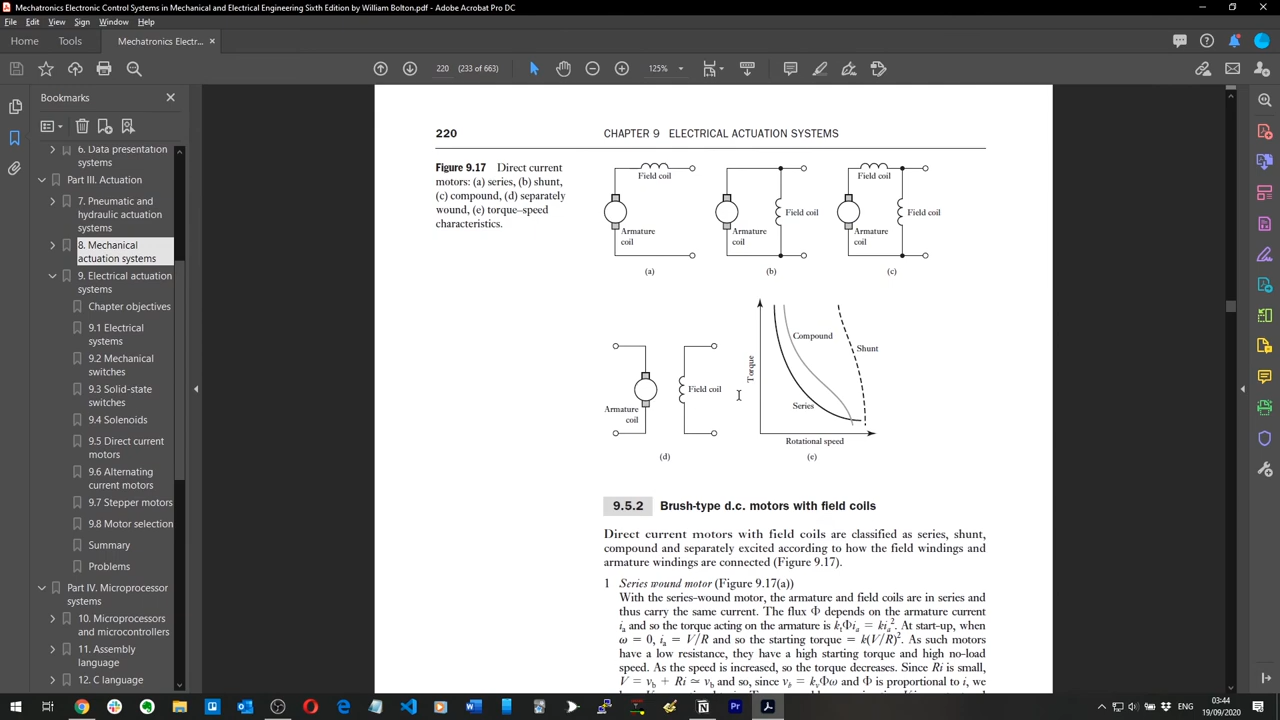 Mechatronics Electronic Control Systems in Mechanical and Electrical Engineering Sixth Edition by William Bolton.pdf - Adobe Acrobat Pro DC
File Edit View Sign Window Help
Home Tools Mechatronics Electr... ×
220 (233 of 663) 125%
Bookmarks
6. Data presentation
systems
Part III. Actuation
7. Pneumatic and
hydraulic actuation
systems
8. Mechanical
actuation systems
9. Electrical actuation
systems
Chapter objectives
9.1 Electrical
systems
9.2 Mechanical
switches
9.3 Solid-state
switches
9.4 Solenoids
9.5 Direct current
motors
9.6 Alternating
current motors
9.7 Stepper motors
9.8 Motor selection
Summary
Problems
Part IV. Microprocessor
systems
10. Microprocessors
and microcontrollers
11. Assembly
language
12. C language
220 CHAPTER 9 ELECTRICAL ACTUATION SYSTEMS
Figure 9.17 Direct current
motors: (a) series, (b) shunt,
(c) compound, (d) separately
wound, (e) torque–speed
characteristics.
Field coil
Armature
coil
(a)
Field coil
Armature
coil
(b)
Field coil
Field coil
Armature
coil
(c)
Field coil
Armature
coil
(d)
Torque
Compound
Shunt
Series
Rotational speed
(e)
9.5.2 Brush-type d.c. motors with field coils
Direct current motors with field coils are classified as series, shunt,
compound and separately excited according to how the field windings and
armature windings are connected (Figure 9.17).
1 Series wound motor (Figure 9.17(a))
With the series-wound motor, the armature and field coils are in series and
thus carry the same current. The flux Φ depends on the armature current
iₐ and so the torque acting on the armature is kₜΦiₐ = kiₐ². At start-up, when
ω = 0, iₐ = V/R and so the starting torque = k(V/R)². As such motors
have a low resistance, they have a high starting torque and high no-load
speed. As the speed is increased, so the torque decreases. Since Ri is small,
V = v_b + Ri ≃ v_b and so, since v_b = kᵥΦω and Φ is proportional to i, we
ENG
03:44
19/09/2020